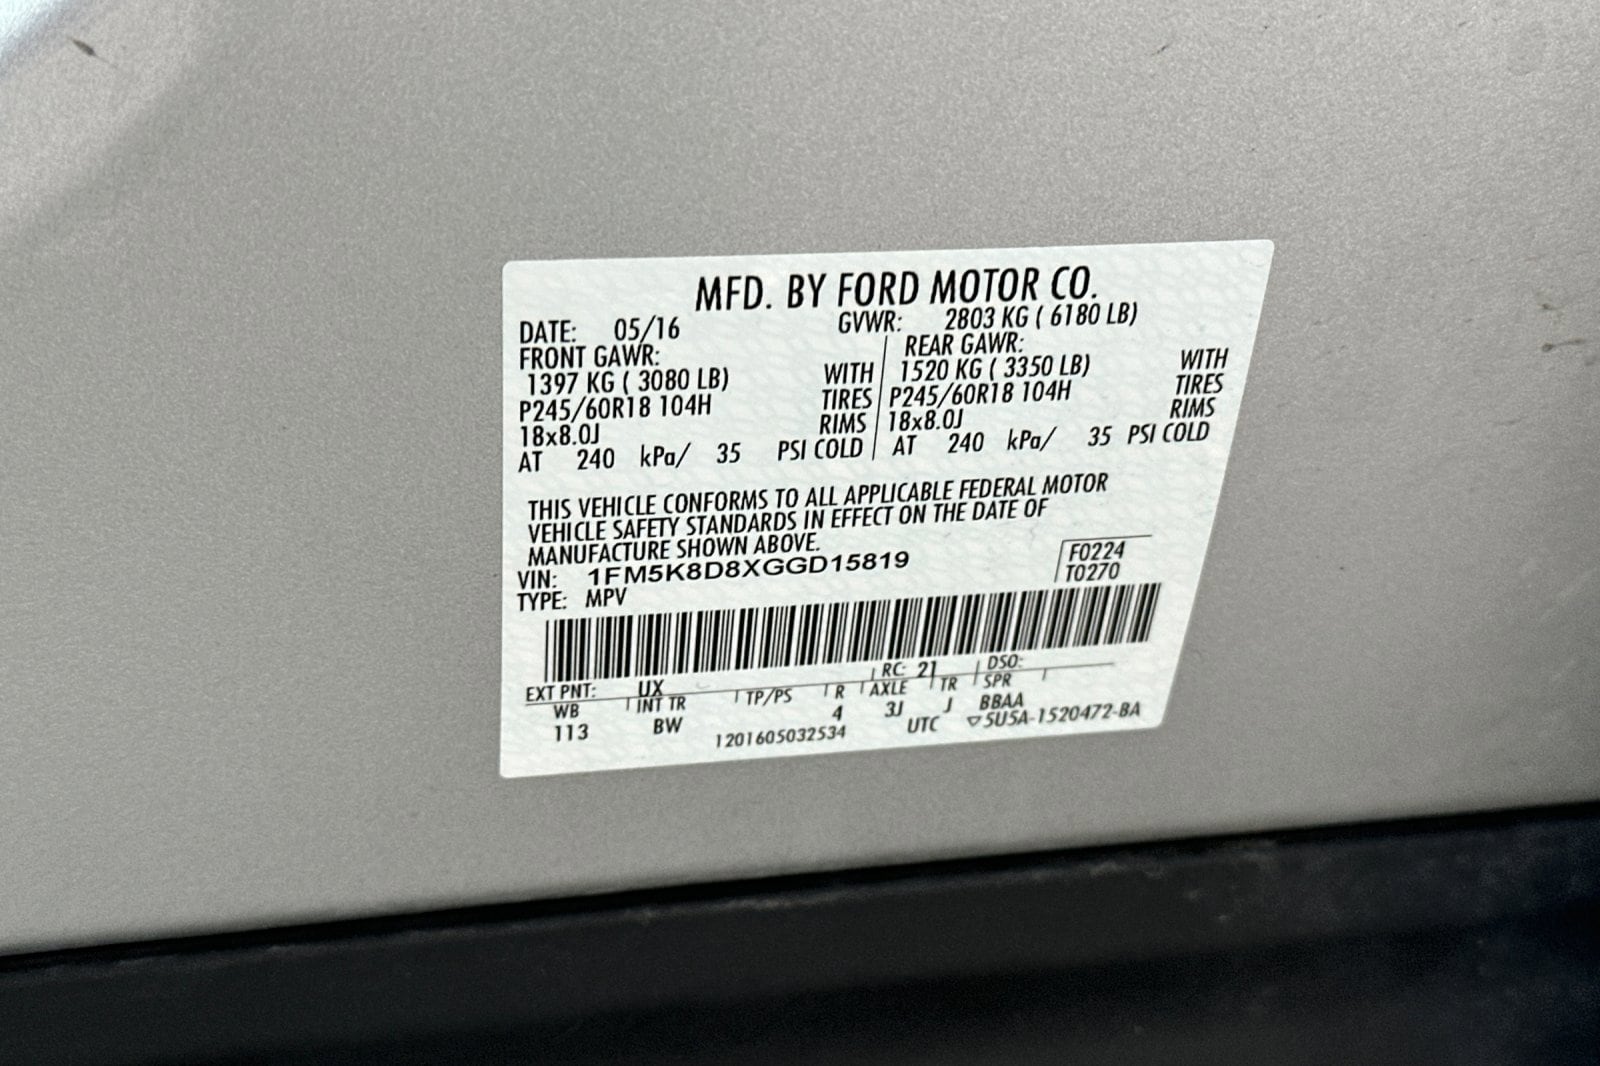 MFD. BY FORD MOTOR CO.
DATE: 05/16 GVWR: 2803 KG ( 6180 LB)
FRONT GAWR: REAR GAWR:
1397 KG ( 3080 LB) WITH 1520 KG ( 3350 LB) WITH
P245/60R18 104H TIRES P245/60R18 104H TIRES
18x8.0J RIMS 18x8.0J RIMS
AT 240 kPa/ 35 PSI COLD AT 240 kPa/ 35 PSI COLD
THIS VEHICLE CONFORMS TO ALL APPLICABLE FEDERAL MOTOR
VEHICLE SAFETY STANDARDS IN EFFECT ON THE DATE OF
MANUFACTURE SHOWN ABOVE.
VIN: 1FM5K8D8XGGD15819 F0224
TYPE: MPV T0270
EXT PNT: UX RC: 21 DSO:
WB INT TR TP/PS R AXLE TR SPR
113 BW 4 3J J BBAA
1201605032534 UTC ▽5U5A-1520472-BA